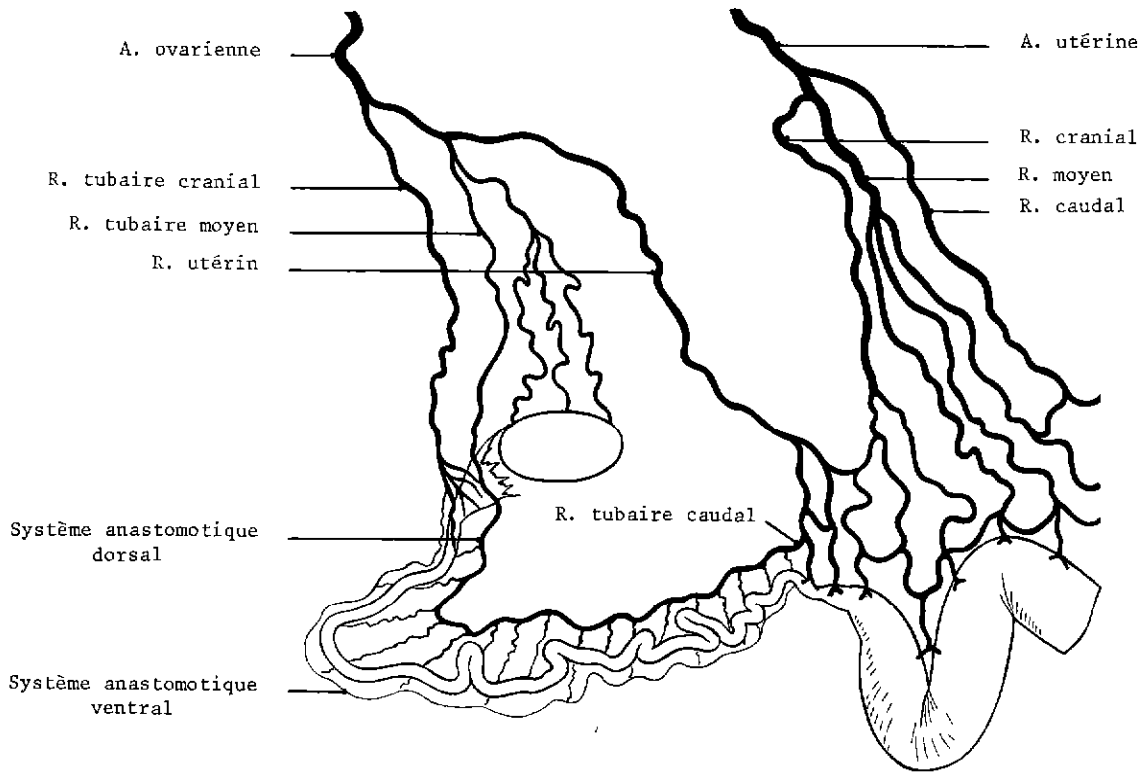 A. ovarienne
R. tubaire cranial
R. tubaire moyen
R. utérin
Système anastomotique
dorsal
Système anastomotique
ventral
R. tubaire caudal
A. utérine
R. cranial
R. moyen
R. caudal